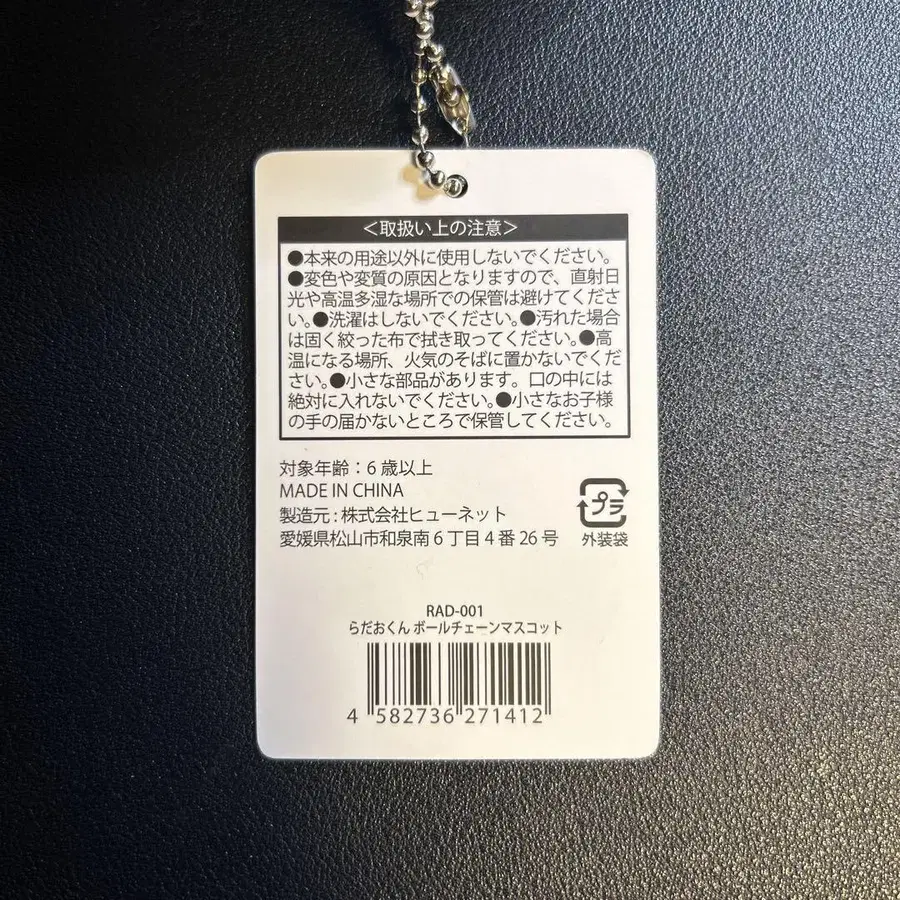 ＜取扱い上の注意＞
●本来の用途以外に使用しないでください。
●変色や変質の原因となりますので、直射日
光や高温多湿な場所での保管は避けてくださ
い。●洗濯はしないでください。●汚れた場合
は固く絞った布で拭き取ってください。●高
温になる場所、火気のそばに置かないでくだ
さい。●小さな部品があります。口の中には
絶対に入れないでください。●小さなお子様
の手の届かないところで保管してください。
対象年齢：6歳以上
MADE IN CHINA
製造元：株式会社ヒューネット
愛媛県松山市和泉南6丁目4番26号
プラ
外装袋
RAD-001
らだおくん ボールチェーンマスコット
4 582736 271412